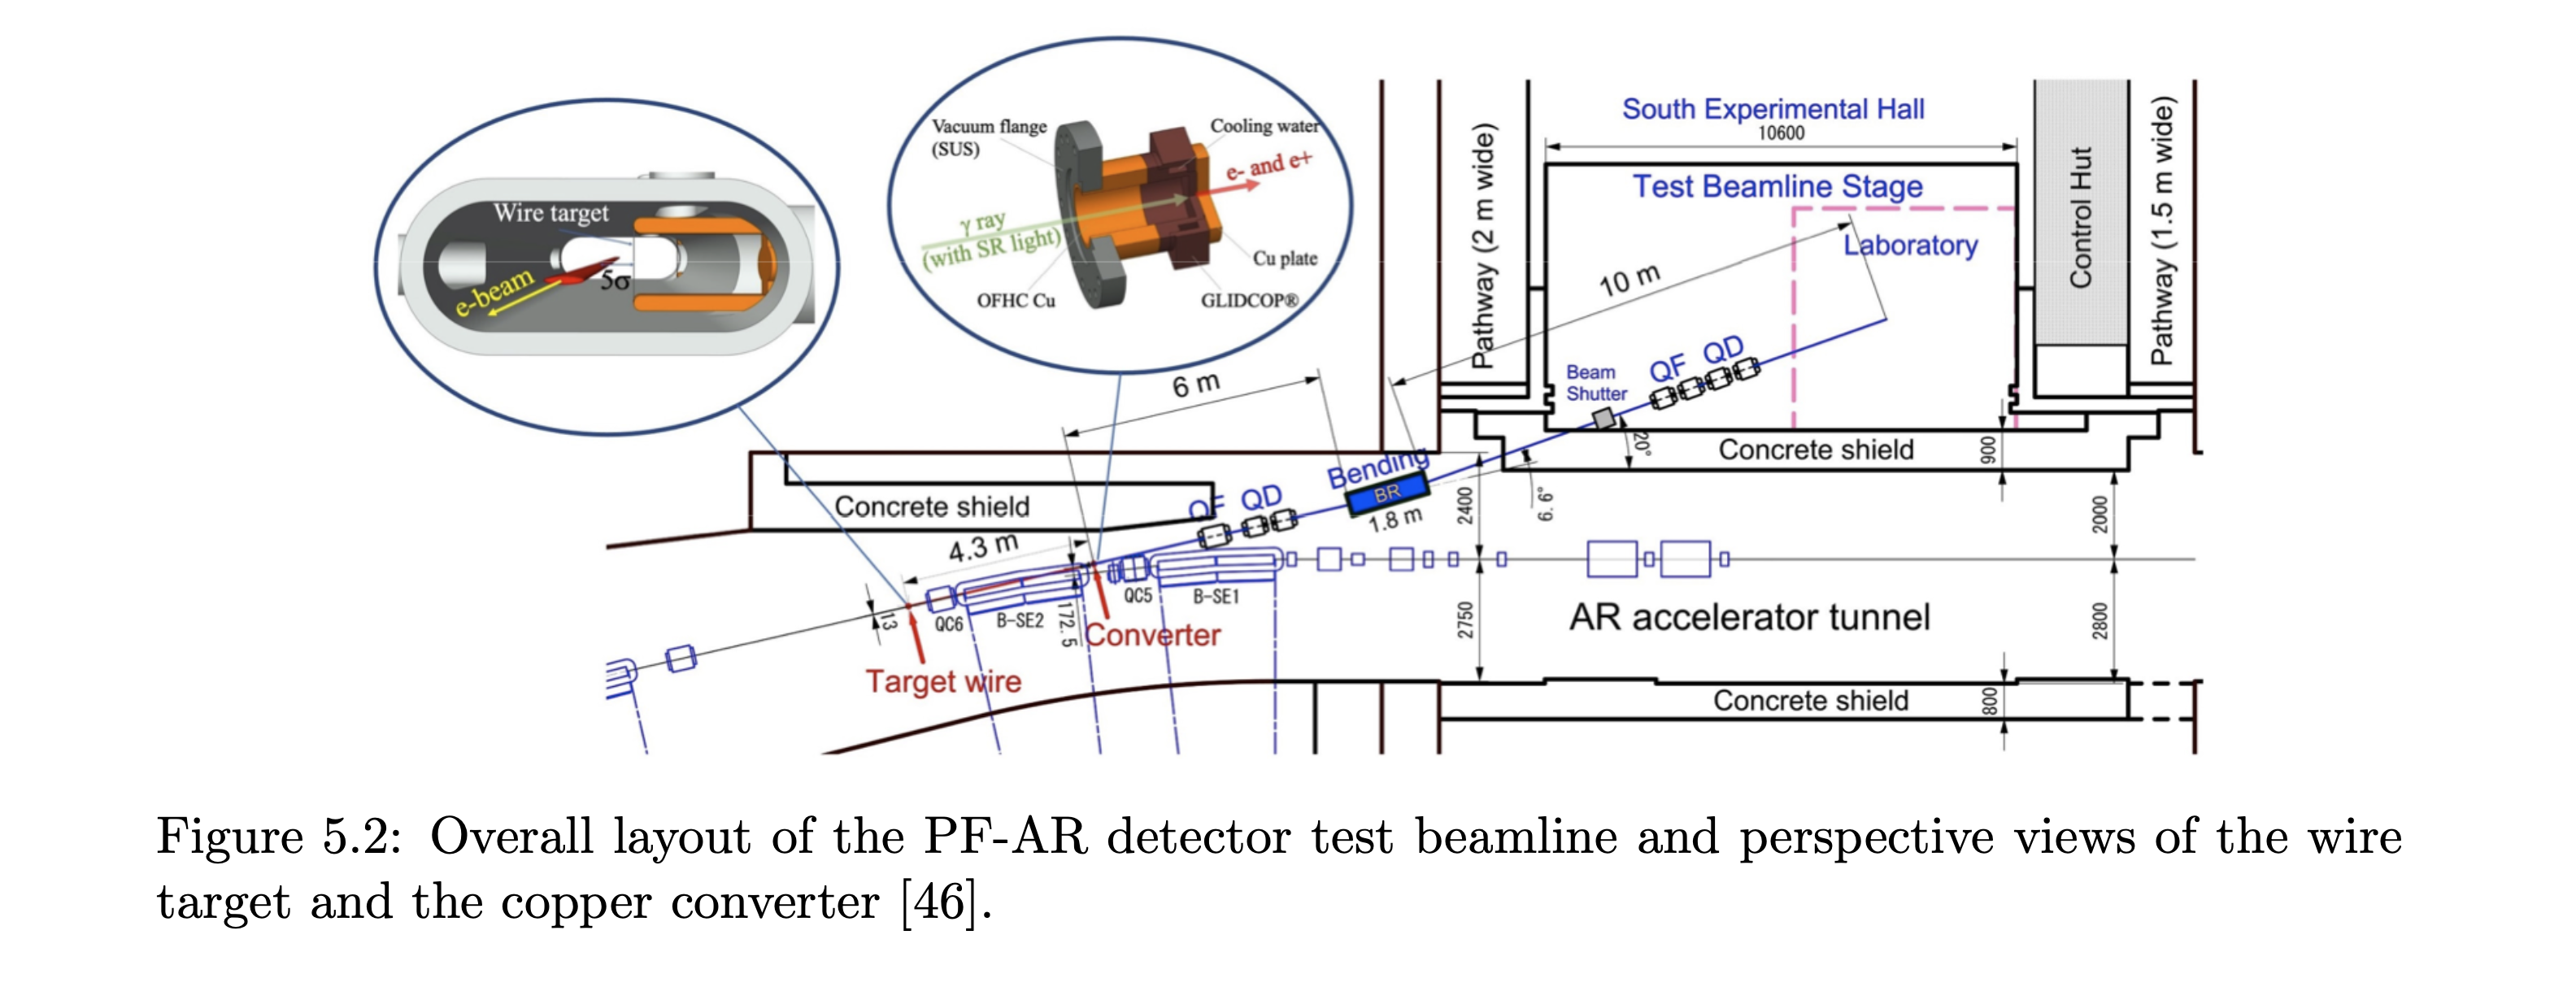 Wire target
5σ
e-beam
Vacuum flange
(SUS)
Cooling water
e- and e+
γ ray
(with SR light)
Cu plate
OFHC Cu
GLIDCOP®
Pathway (2 m wide)
South Experimental Hall
10600
Test Beamline Stage
Laboratory
Control Hut
Pathway (1.5 m wide)
10 m
6 m
Beam
Shutter
QF QD
20°
Concrete shield
900
Bending
BR
1.8 m
6.6°
2400
2000
Concrete shield
QF QD
4.3 m
13
172.5
QC6
B-SE2
QC5
B-SE1
Converter
Target wire
2750
AR accelerator tunnel
2800
Concrete shield
800
Figure 5.2: Overall layout of the PF-AR detector test beamline and perspective views of the wire
target and the copper converter [46].